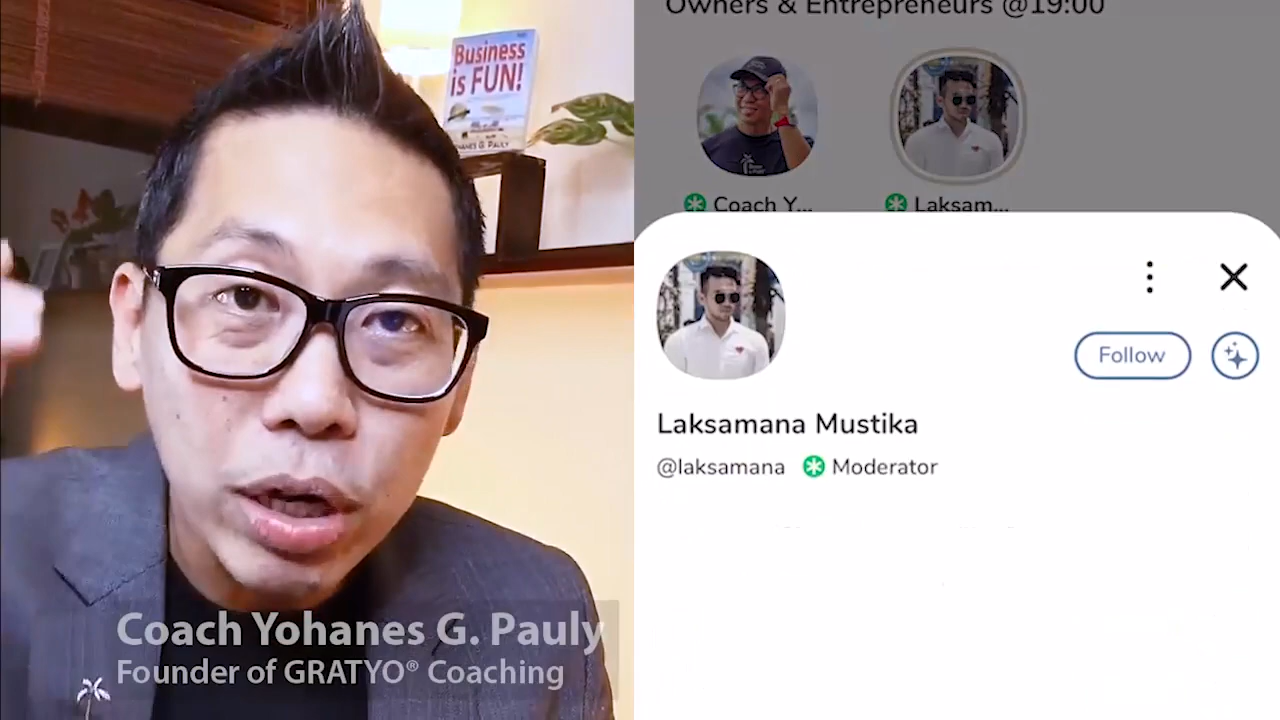 Business
is FUN!
Coach Yohanes G. Pauly
Founder of GRATYO® Coaching
Owners & Entrepreneurs @19:00
Coach Y...
Laksam...
Follow
Laksamana Mustika
@laksamana Moderator